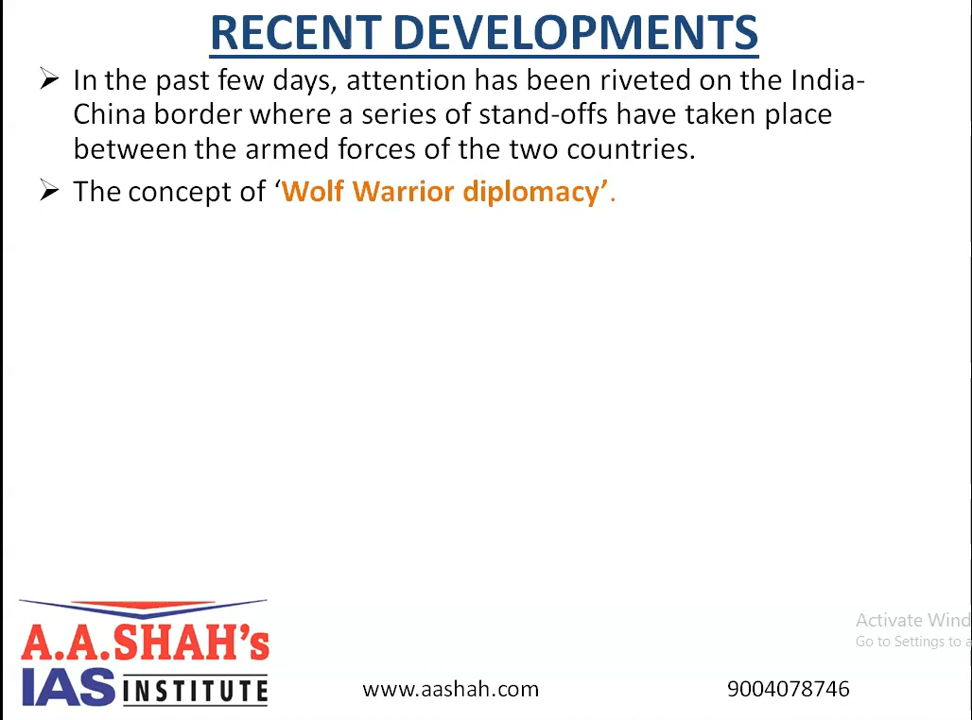 RECENT DEVELOPMENTS
➢ In the past few days, attention has been riveted on the India-
China border where a series of stand-offs have taken place
between the armed forces of the two countries.
➢ The concept of ‘Wolf Warrior diplomacy’.
A.A.SHAH’s
IAS INSTITUTE
www.aashah.com
9004078746
Activate Wind
Go to Settings to a